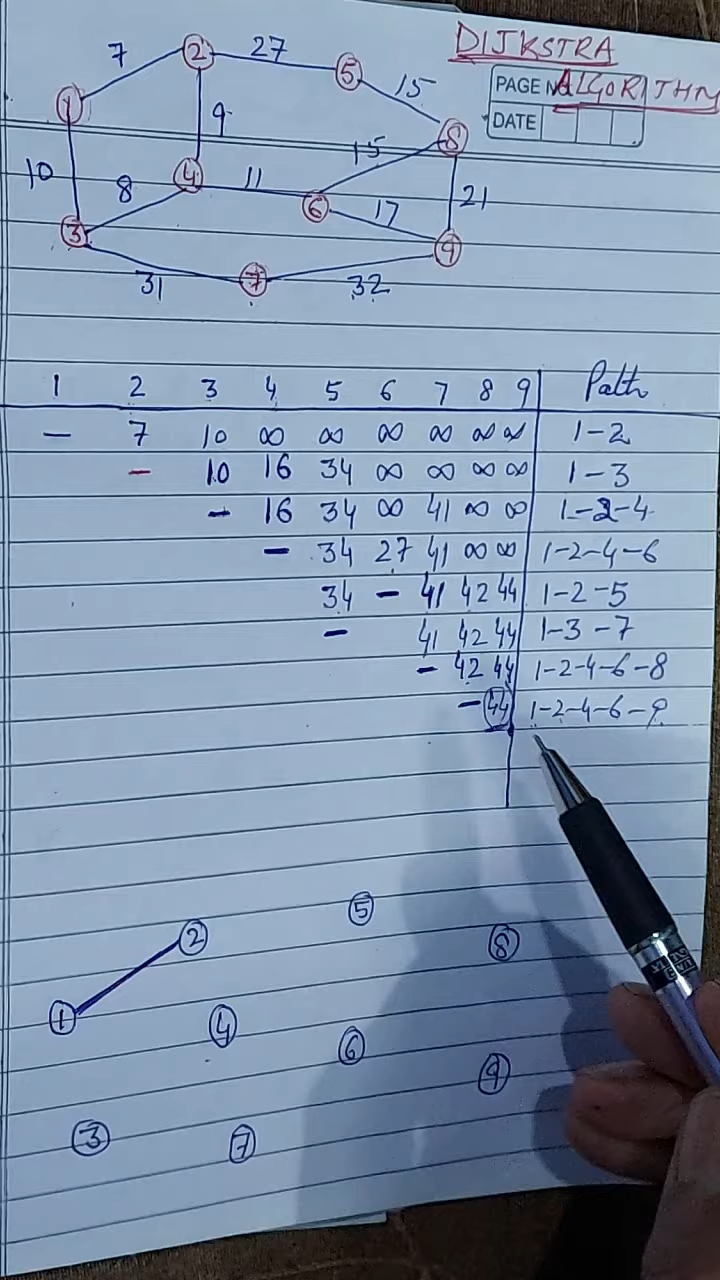 DIJKSTRA
PAGE No. ALGORITHM
DATE
7 2 27 5 15
1 9 15 8
10 8 4 11 6 17 21
3 31 7 32 9
1 2 3 4 5 6 7 8 9 Path
- 7 10 ∞ ∞ ∞ ∞ ∞ ∞ 1-2
- 10 16 34 ∞ ∞ ∞ ∞ 1-3
- 16 34 ∞ 41 ∞ ∞ 1-2-4
- 34 27 41 ∞ ∞ 1-2-4-6
34 - 41 42 44 1-2-5
- 41 42 44 1-3-7
- 42 44 1-2-4-6-8
- 44 1-2-4-6-9
5
2 8
1 4 6
9
3 7